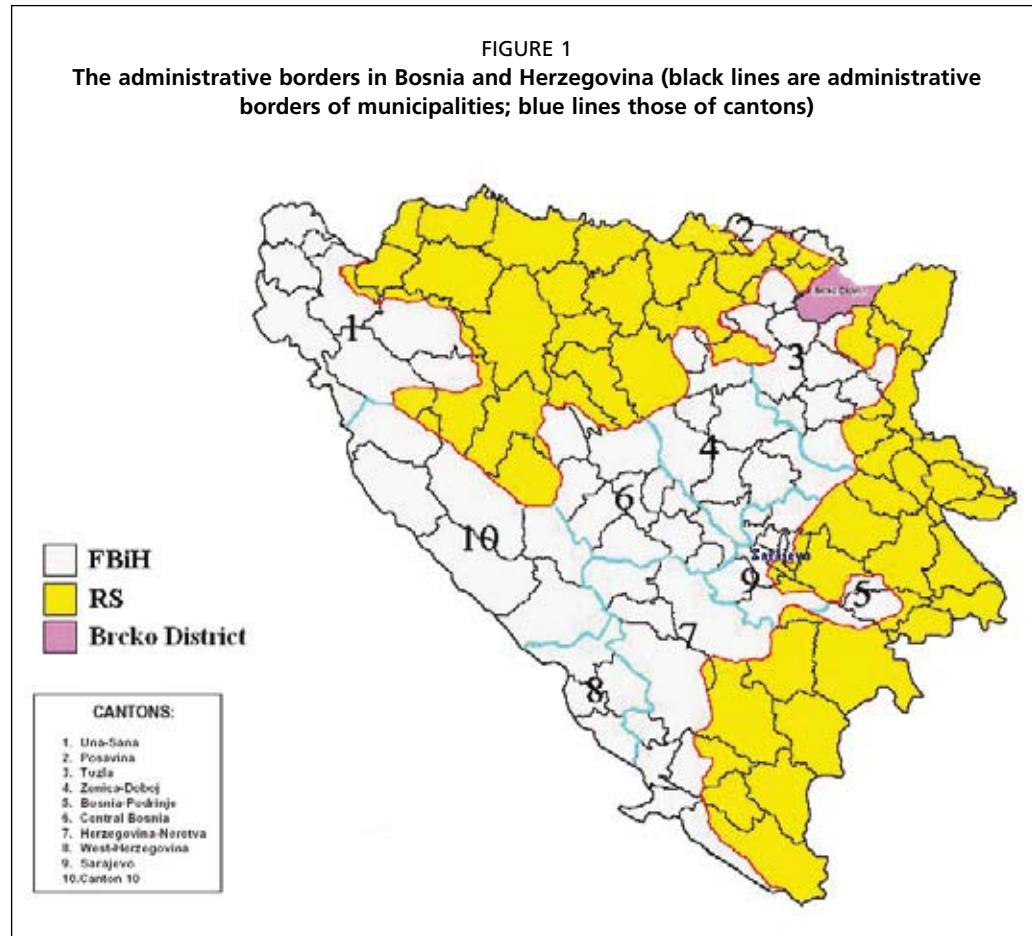 FIGURE 1
The administrative borders in Bosnia and Herzegovina (black lines are administrative
borders of municipalities; blue lines those of cantons)
2
Brcko District
1
3
4
6
10
Sarajevo
9
5
7
8
FBiH
RS
Brcko District
CANTONS:
1. Una-Sana
2. Posavina
3. Tuzla
4. Zenica-Doboj
5. Bosnia-Podrinje
6. Central Bosnia
7. Herzegovina-Neretva
8. West-Herzegovina
9. Sarajevo
10.Canton 10